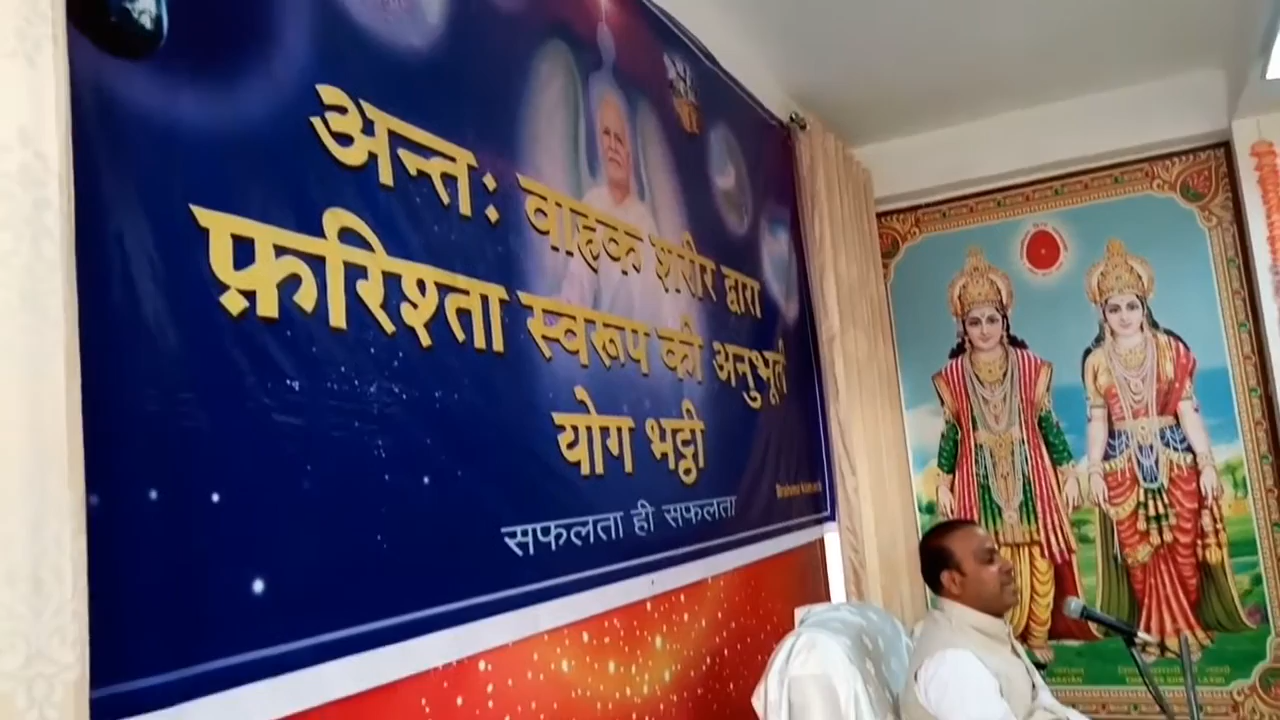 अन्त: वाहक शरीर द्वारा
फ़रिश्ता स्वरूप की अनुभूति
योग भट्ठी
सफलता ही सफलता